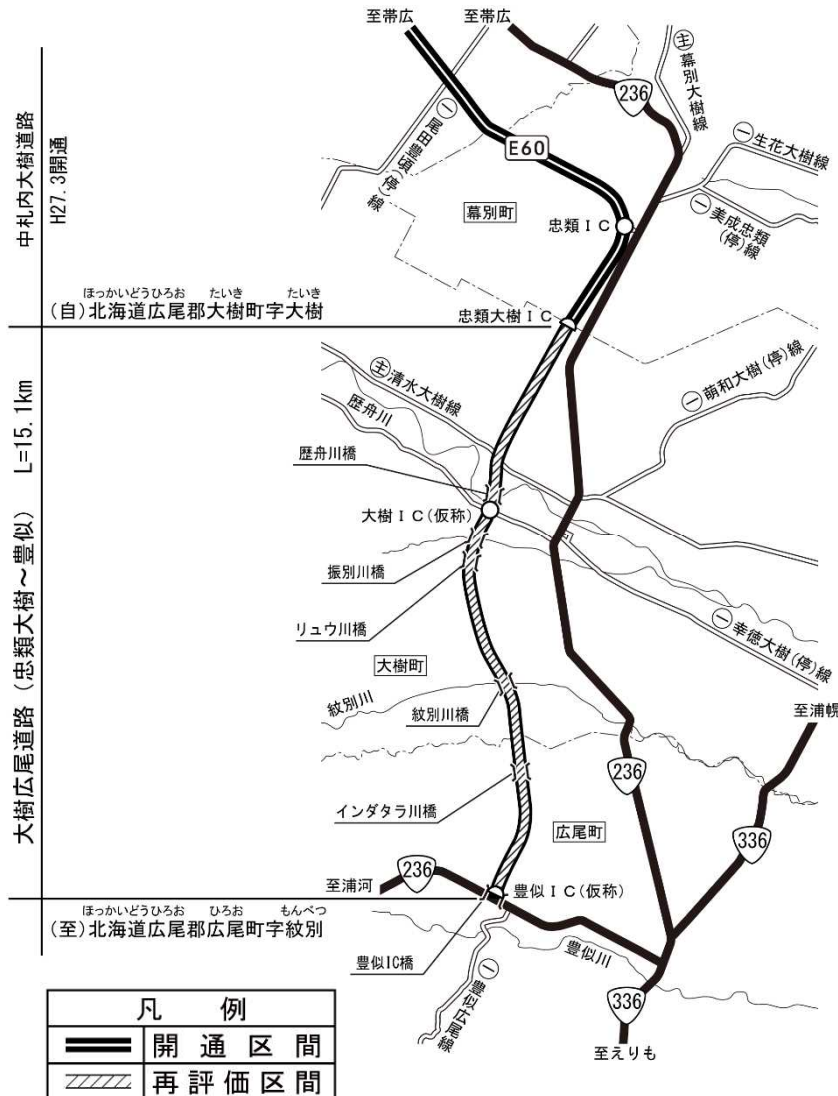 至帯広
至帯広
㊀尾田豊頃(停)線
E60
236
㊤幕別大樹線
㊀生花大樹線
㊀美成忠類(停)線
幕別町
忠類IC
中札内大樹道路
H27.3開通
ほっかいどうひろお たいき たいき
(自)北海道広尾郡大樹町字大樹
忠類大樹IC
大樹広尾道路(忠類大樹~豊似) L=15.1km
主清水大樹線
歴舟川
一萌和大樹(停)線
歴舟川橋
大樹IC(仮称)
振別川橋
リュウ川橋
一幸徳大樹(停)線
大樹町
紋別川
紋別川橋
至浦幌
236
インダタラ川橋
広尾町
336
至浦河
236
豊似IC(仮称)
ほっかいどうひろお ひろお もんべつ
(至)北海道広尾郡広尾町字紋別
豊似IC橋
豊似川
一豊似広尾線
336
至えりも
凡例
開通区間
再評価区間